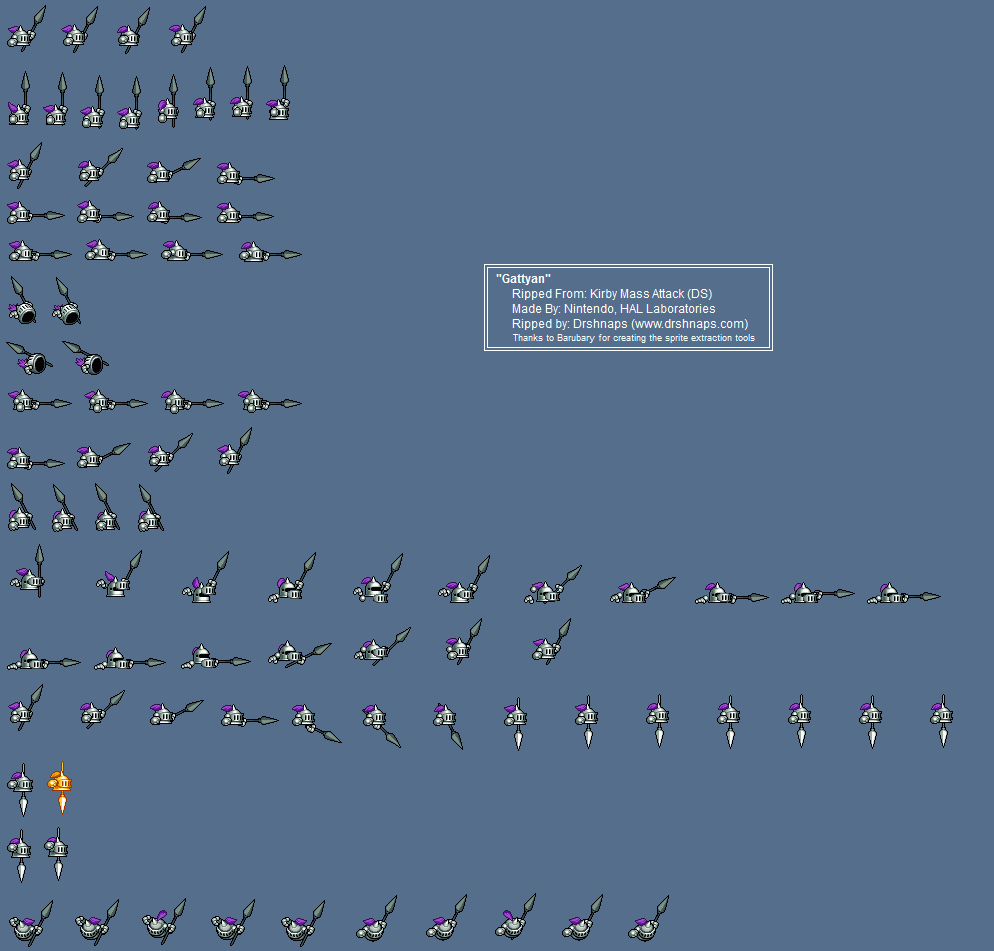 "Gattyan"
Ripped From: Kirby Mass Attack (DS)
Made By: Nintendo, HAL Laboratories
Ripped by: Drshnaps (www.drshnaps.com)
Thanks to Barubary for creating the sprite extraction tools